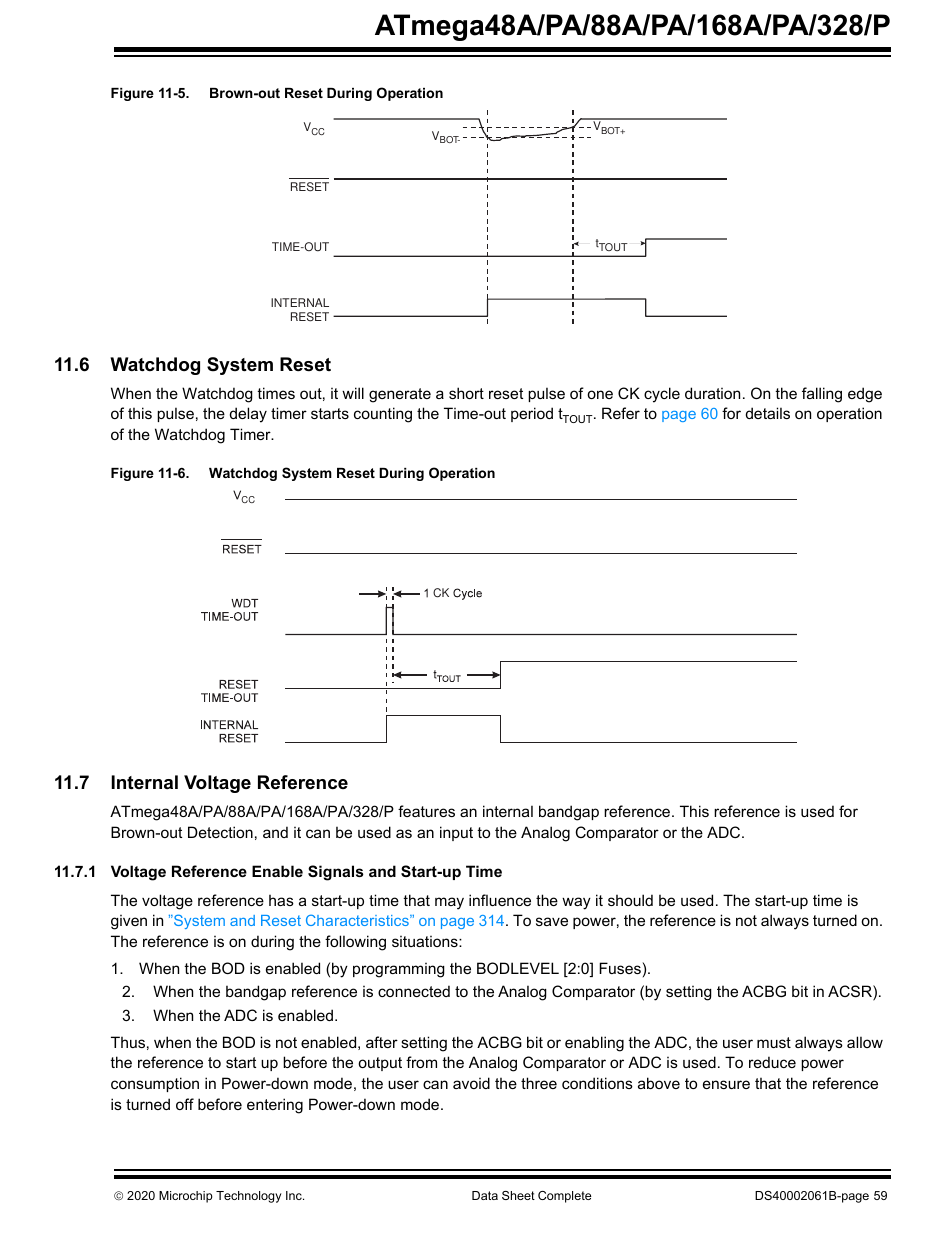 ATmega48A/PA/88A/PA/168A/PA/328/P
Figure 11-5. Brown-out Reset During Operation
VCC
VBOT-
VBOT+
RESET
TIME-OUT
tTOUT
INTERNAL
RESET
11.6 Watchdog System Reset
When the Watchdog times out, it will generate a short reset pulse of one CK cycle duration. On the falling edge
of this pulse, the delay timer starts counting the Time-out period tTOUT. Refer to page 60 for details on operation
of the Watchdog Timer.
Figure 11-6. Watchdog System Reset During Operation
VCC
RESET
1 CK Cycle
WDT
TIME-OUT
tTOUT
RESET
TIME-OUT
INTERNAL
RESET
11.7 Internal Voltage Reference
ATmega48A/PA/88A/PA/168A/PA/328/P features an internal bandgap reference. This reference is used for
Brown-out Detection, and it can be used as an input to the Analog Comparator or the ADC.
11.7.1 Voltage Reference Enable Signals and Start-up Time
The voltage reference has a start-up time that may influence the way it should be used. The start-up time is
given in ”System and Reset Characteristics” on page 314. To save power, the reference is not always turned on.
The reference is on during the following situations:
1. When the BOD is enabled (by programming the BODLEVEL [2:0] Fuses).
2. When the bandgap reference is connected to the Analog Comparator (by setting the ACBG bit in ACSR).
3. When the ADC is enabled.
Thus, when the BOD is not enabled, after setting the ACBG bit or enabling the ADC, the user must always allow
the reference to start up before the output from the Analog Comparator or ADC is used. To reduce power
consumption in Power-down mode, the user can avoid the three conditions above to ensure that the reference
is turned off before entering Power-down mode.
© 2020 Microchip Technology Inc. Data Sheet Complete DS40002061B-page 59